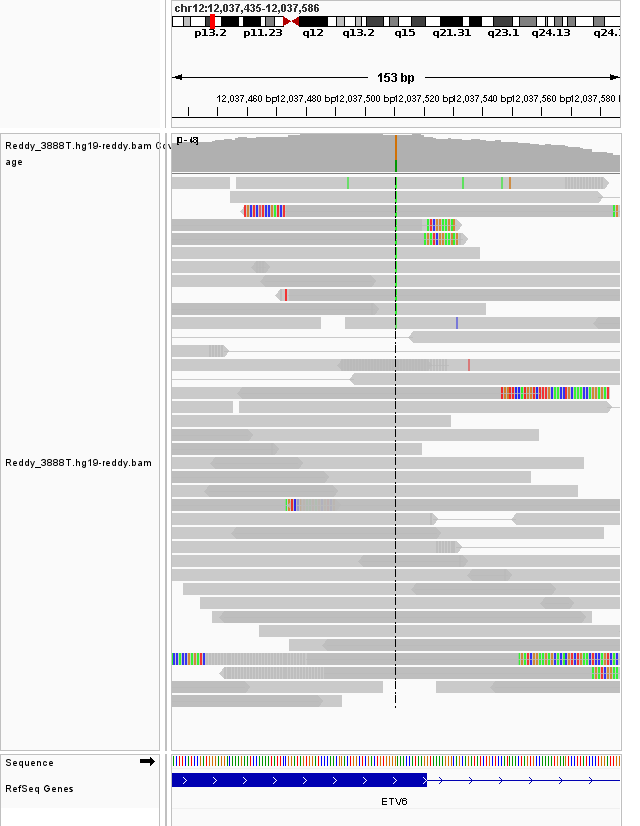 chr12:12,037,435-12,037,586
p13.2 p11.23 q12 q13.2 q15 q21.31 q23.1 q24.13 q24.
153 bp
12,037,460 bp 12,037,480 bp 12,037,500 bp 12,037,520 bp 12,037,540 bp 12,037,560 bp 12,037,580 bp
Reddy_3888T.hg19-reddy.bam Cov
age
Reddy_3888T.hg19-reddy.bam
Sequence
RefSeq Genes
ETV6